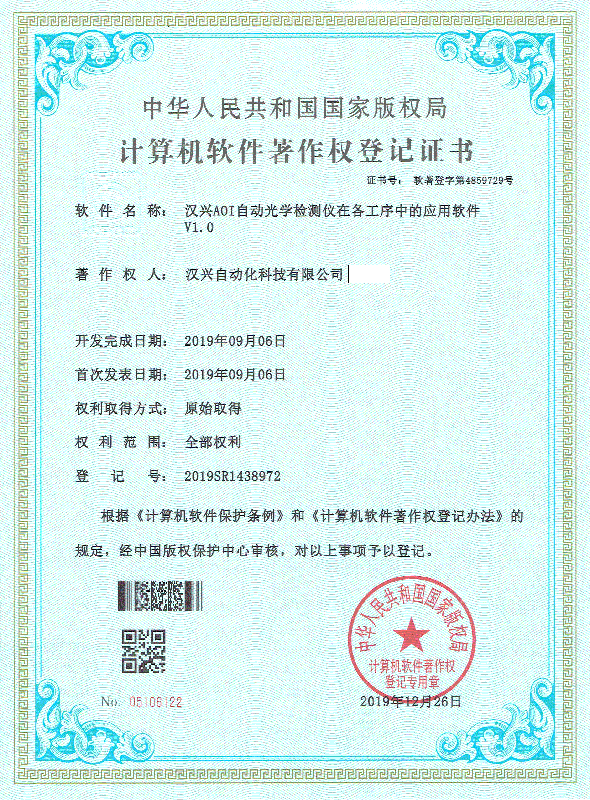 中华人民共和国国家版权局
计算机软件著作权登记证书
证书号： 软著登字第4859729号
软件名称： 汉兴AOI自动光学检测仪在各工序中的应用软件
V1.0
著作权人： 汉兴自动化科技有限公司
开发完成日期： 2019年09月06日
首次发表日期： 2019年09月06日
权利取得方式： 原始取得
权利范围： 全部权利
登记号： 2019SR1438972
根据《计算机软件保护条例》和《计算机软件著作权登记办法》的
规定，经中国版权保护中心审核，对以上事项予以登记。
中华人民共和国国家版权局
计算机软件著作权
登记专用章
No. 05106122
2019年12月26日